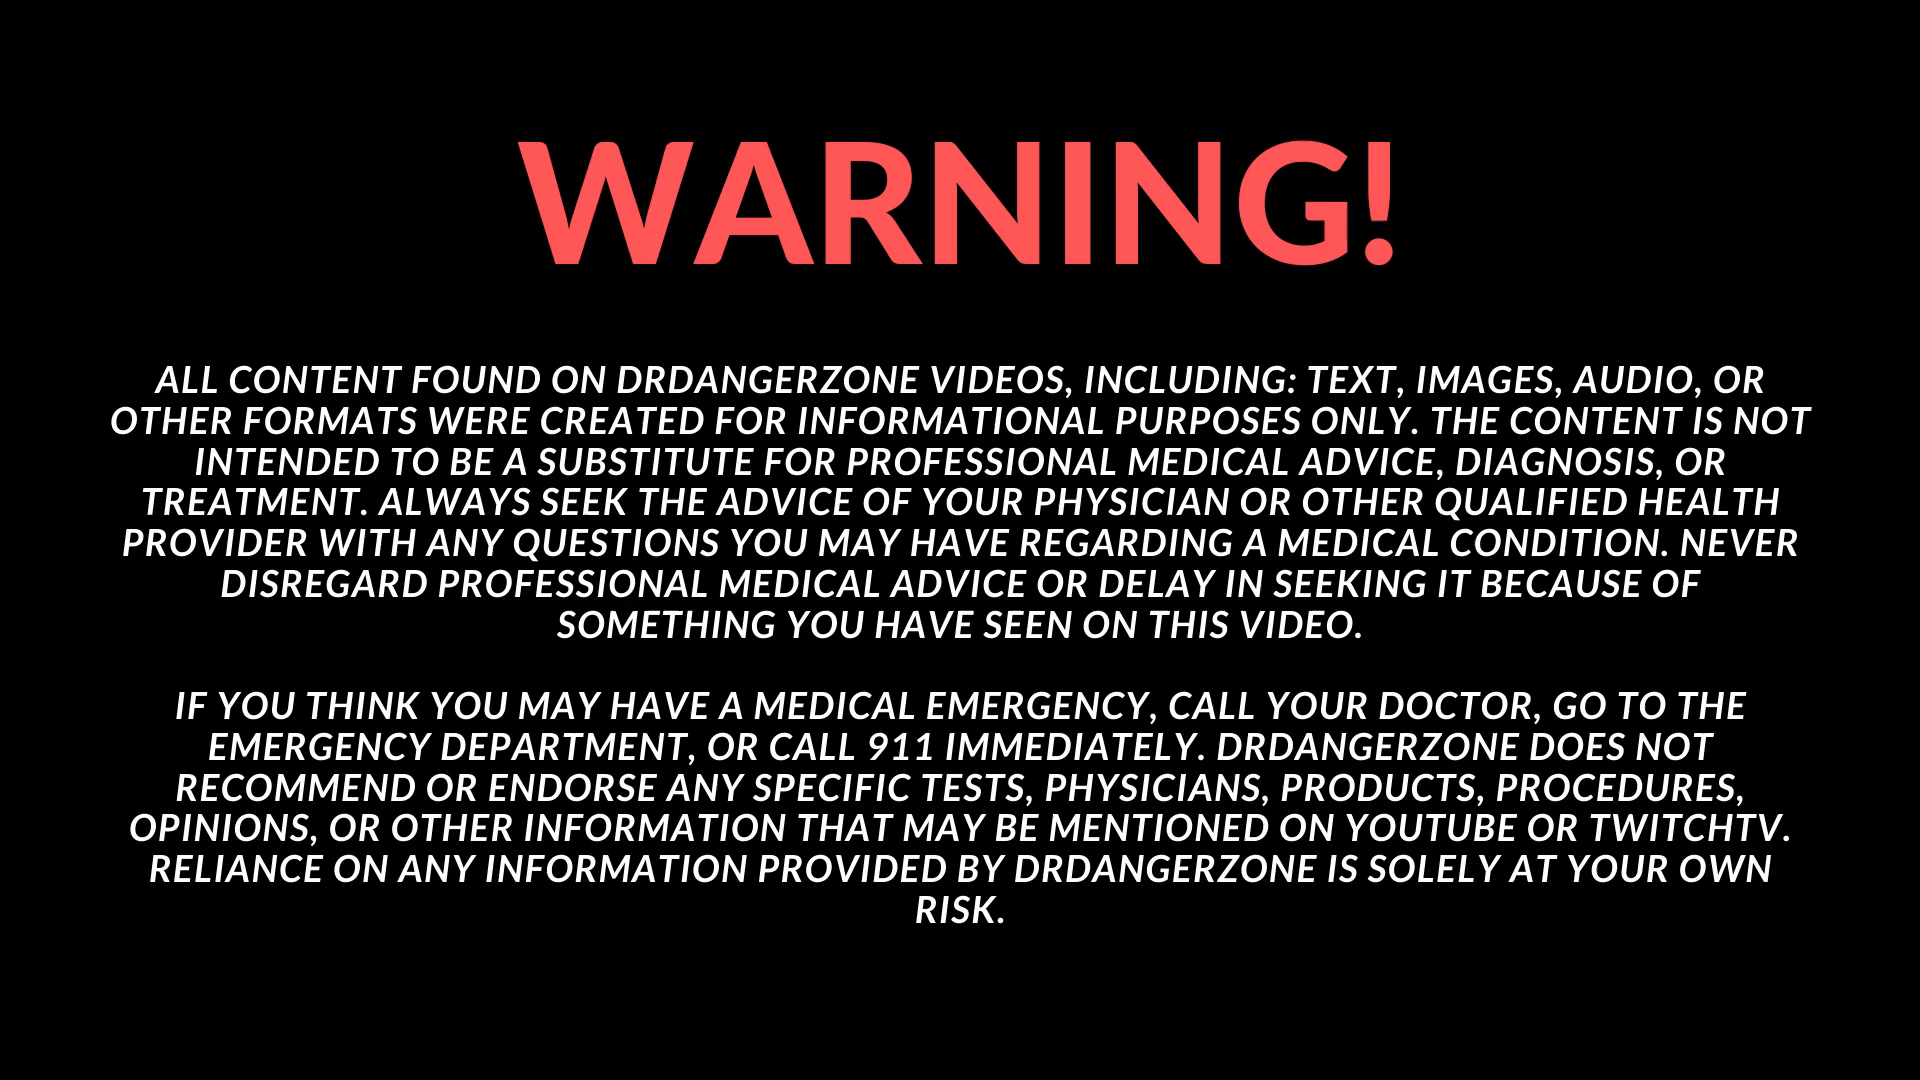 WARNING!
ALL CONTENT FOUND ON DRDANGERZONE VIDEOS, INCLUDING: TEXT, IMAGES, AUDIO, OR
OTHER FORMATS WERE CREATED FOR INFORMATIONAL PURPOSES ONLY. THE CONTENT IS NOT
INTENDED TO BE A SUBSTITUTE FOR PROFESSIONAL MEDICAL ADVICE, DIAGNOSIS, OR
TREATMENT. ALWAYS SEEK THE ADVICE OF YOUR PHYSICIAN OR OTHER QUALIFIED HEALTH
PROVIDER WITH ANY QUESTIONS YOU MAY HAVE REGARDING A MEDICAL CONDITION. NEVER
DISREGARD PROFESSIONAL MEDICAL ADVICE OR DELAY IN SEEKING IT BECAUSE OF
SOMETHING YOU HAVE SEEN ON THIS VIDEO.
IF YOU THINK YOU MAY HAVE A MEDICAL EMERGENCY, CALL YOUR DOCTOR, GO TO THE
EMERGENCY DEPARTMENT, OR CALL 911 IMMEDIATELY. DRDANGERZONE DOES NOT
RECOMMEND OR ENDORSE ANY SPECIFIC TESTS, PHYSICIANS, PRODUCTS, PROCEDURES,
OPINIONS, OR OTHER INFORMATION THAT MAY BE MENTIONED ON YOUTUBE OR TWITCHTV.
RELIANCE ON ANY INFORMATION PROVIDED BY DRDANGERZONE IS SOLELY AT YOUR OWN
RISK.